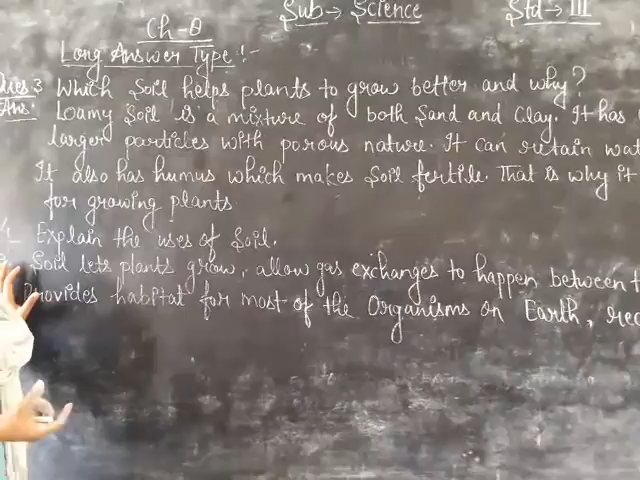 Sub → Science Std → III
Ch-8
Long Answer Type :-
Ques 3 Which Soil helps plants to grow better and why?
Ans. Loamy Soil is a mixture of both Sand and Clay. It has
larger particles with porous nature. It can retain wat
It also has humus which makes Soil fertile. That is why it
for growing plants
Explain the uses of Soil.
Soil lets plants grow, allow gas exchanges to happen between t
Provides habitat for most of the Organisms on Earth, rec